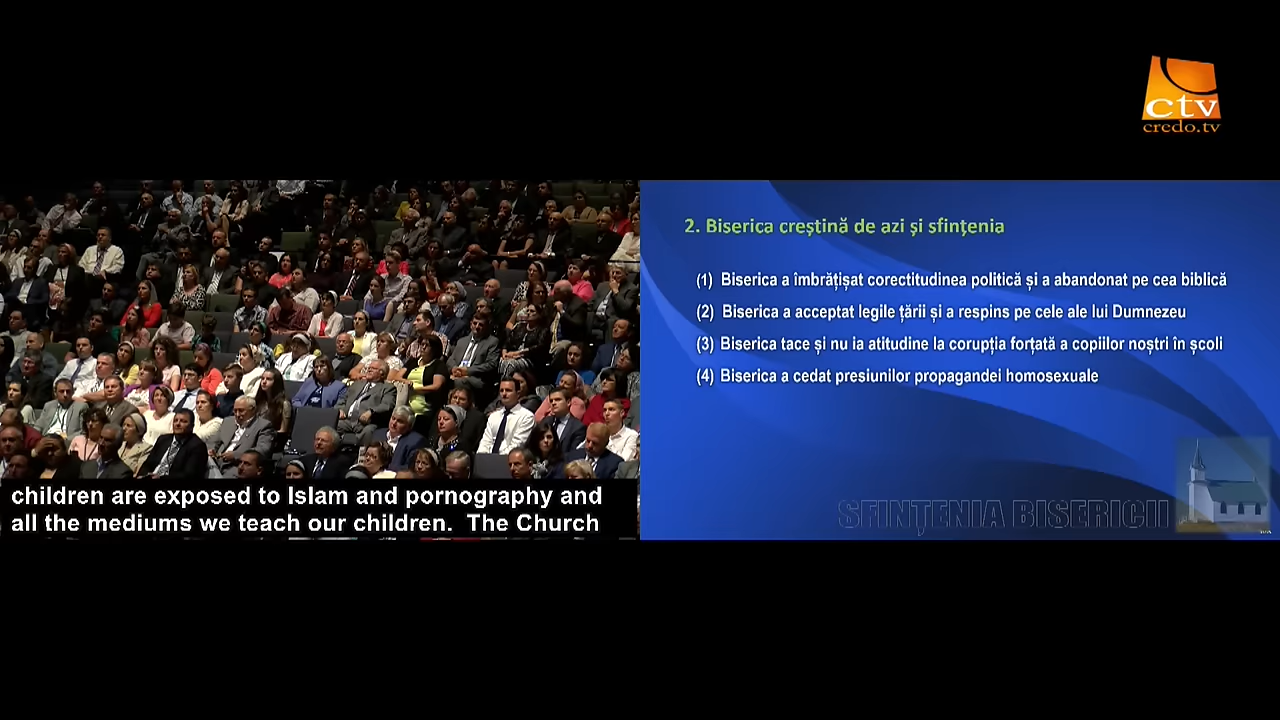 ctv
credo.tv
2. Biserica creștină de azi și sfințenia
(1) Biserica a îmbrățișat corectitudinea politică și a abandonat pe cea biblică
(2) Biserica a acceptat legile țării și a respins pe cele ale lui Dumnezeu
(3) Biserica tace și nu ia atitudine la corupția forțată a copiilor noștri în școli
(4) Biserica a cedat presiunilor propagandei homosexuale
children are exposed to Islam and pornography and
all the mediums we teach our children. The Church
SFINȚENIA BISERICII